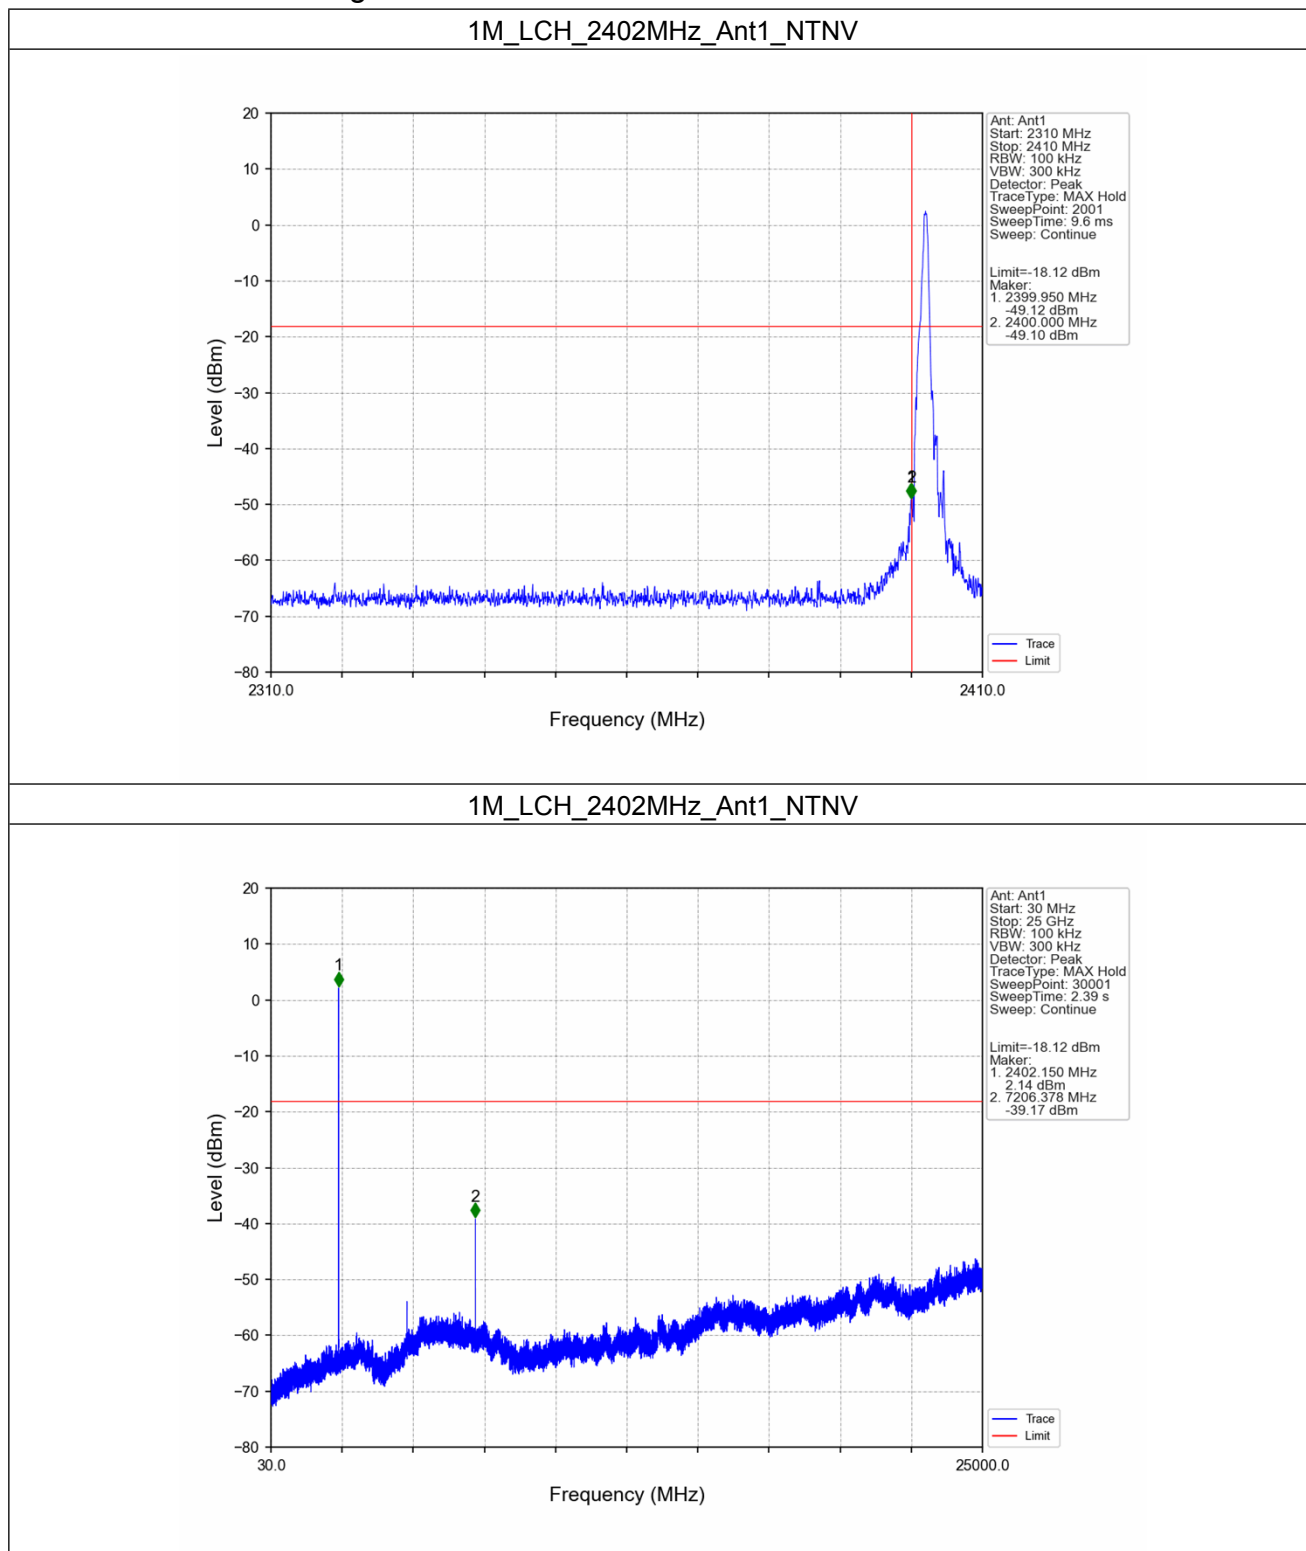 1M_LCH_2402MHz_Ant1_NTNV
20
10
0
−10
−20
−30
−40
−50
−60
−70
−80
Level (dBm)
2
2310.0
2410.0
Frequency (MHz)
Ant: Ant1
Start: 2310 MHz
Stop: 2410 MHz
RBW: 100 kHz
VBW: 300 kHz
Detector: Peak
TraceType: MAX Hold
SweepPoint: 2001
SweepTime: 9.6 ms
Sweep: Continue
Limit=-18.12 dBm
Maker:
1. 2399.950 MHz
-49.12 dBm
2. 2400.000 MHz
-49.10 dBm
Trace
Limit
1M_LCH_2402MHz_Ant1_NTNV
20
10
0
−10
−20
−30
−40
−50
−60
−70
−80
Level (dBm)
1
2
30.0
25000.0
Frequency (MHz)
Ant: Ant1
Start: 30 MHz
Stop: 25 GHz
RBW: 100 kHz
VBW: 300 kHz
Detector: Peak
TraceType: MAX Hold
SweepPoint: 30001
SweepTime: 2.39 s
Sweep: Continue
Limit=-18.12 dBm
Maker:
1. 2402.150 MHz
2.14 dBm
2. 7206.378 MHz
-39.17 dBm
Trace
Limit